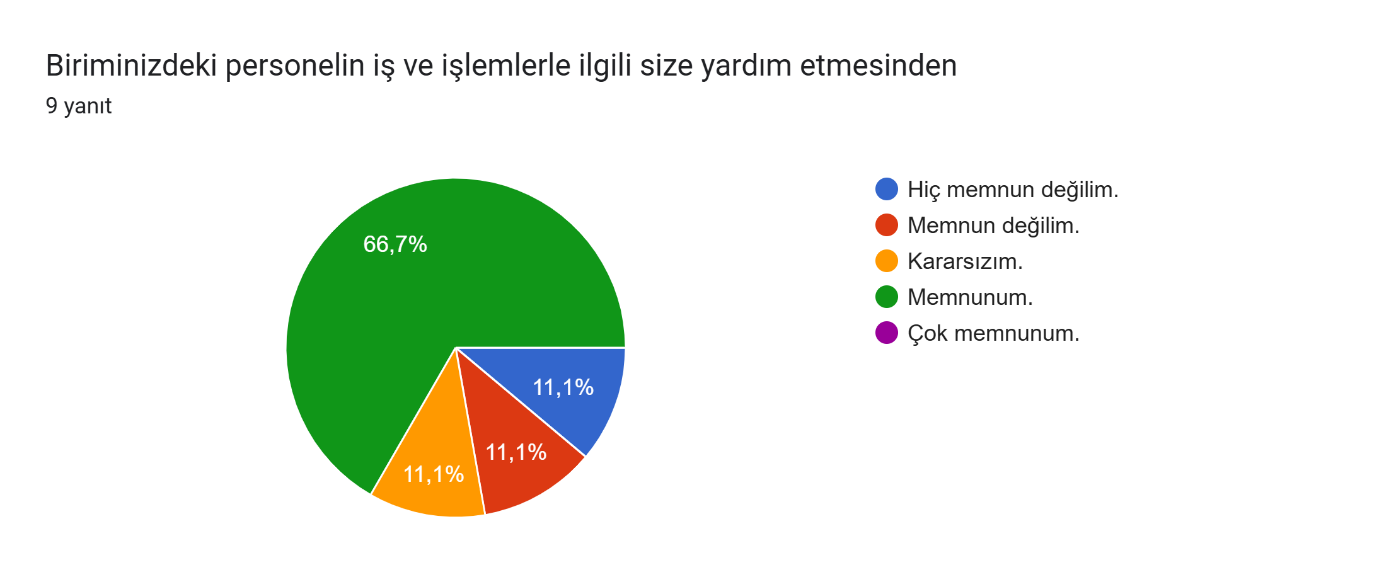 Biriminizdeki personelin iş ve işlemlerle ilgili size yardım etmesinden
9 yanıt
66,7%
11,1%
11,1%
11,1%
Hiç memnun değilim.
Memnun değilim.
Kararsızım.
Memnunum.
Çok memnunum.